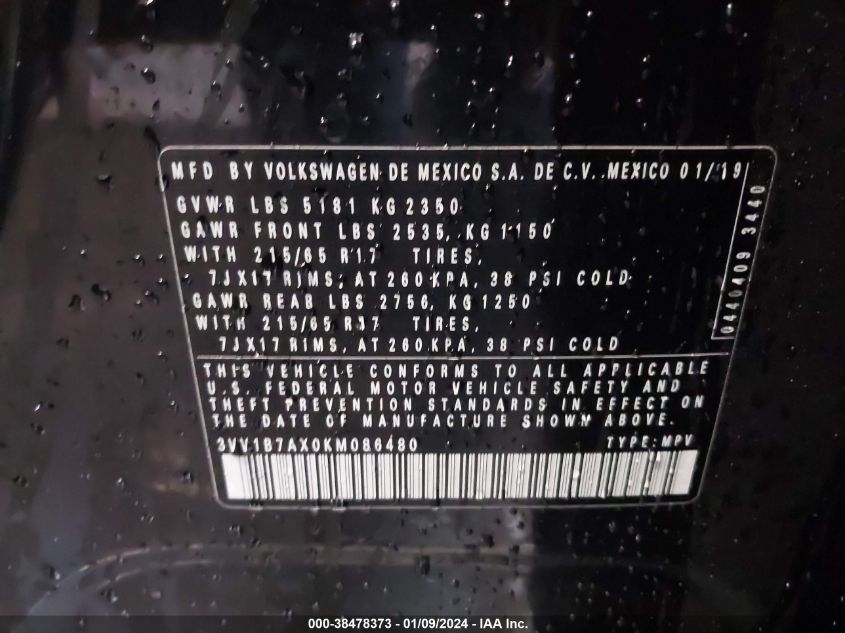 MFD BY VOLKSWAGEN DE MEXICO S.A. DE C.V. MEXICO 01/19
GVWR LBS 5181 KG 2350
GAWR FRONT LBS 2535, KG 1150
WITH 215/65 R17 TIRES,
7JX17 RIMS, AT 260 KPA, 38 PSI COLD
GAWR REAR LBS 2756, KG 1250
WITH 215/65 R17 TIRES,
7JX17 RIMS, AT 260 KPA, 38 PSI COLD
0440409 3440
THIS VEHICLE CONFORMS TO ALL APPLICABLE
U.S. FEDERAL MOTOR VEHICLE SAFETY AND
THEFT PREVENTION STANDARDS IN EFFECT ON
THE DATE OF MANUFACTURE SHOWN ABOVE.
3VV1B7AX0KM086480 TYPE: MPV
000-38478373 - 01/09/2024 - IAA Inc.